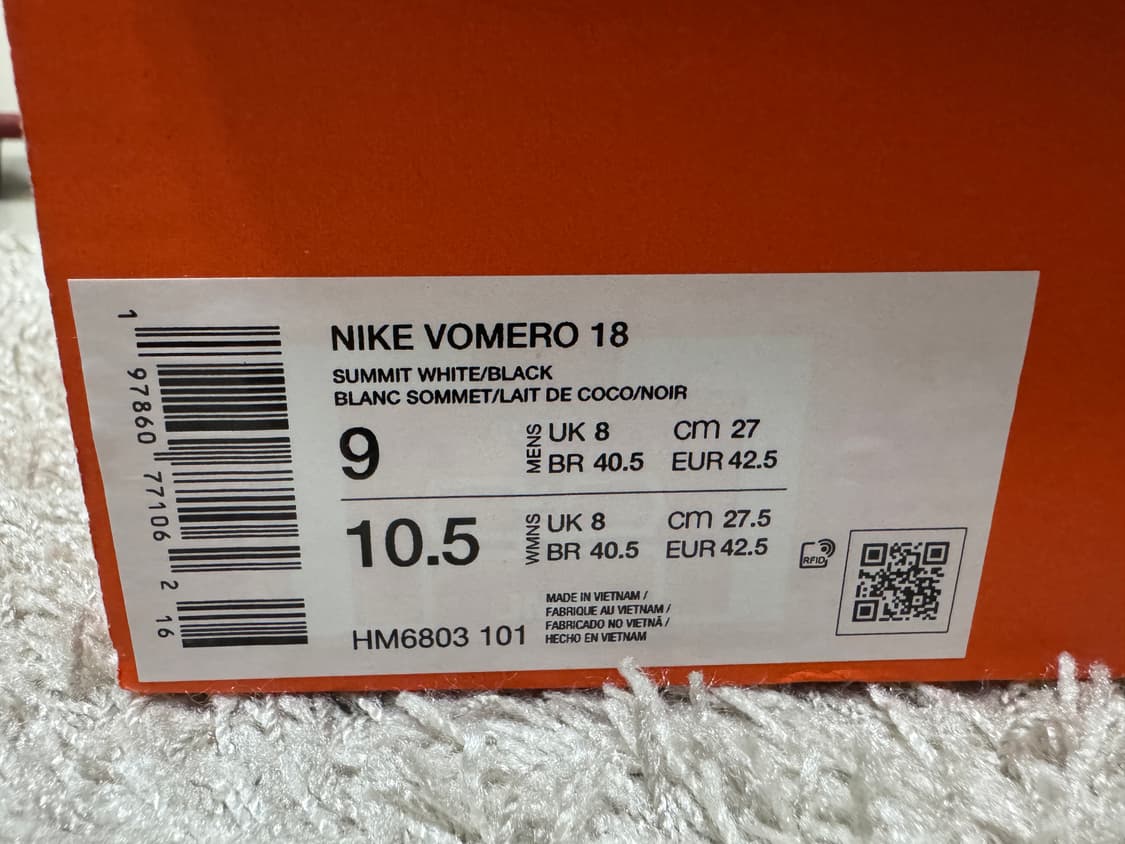 1 97860 77106 2 16
NIKE VOMERO 18
SUMMIT WHITE/BLACK
BLANC SOMMET/LAIT DE COCO/NOIR
9 MENS UK 8 cm 27
BR 40.5 EUR 42.5
10.5 WMNS UK 8 cm 27.5
BR 40.5 EUR 42.5
RFID
MADE IN VIETNAM /
FABRIQUE AU VIETNAM /
FABRICADO NO VIETNÃ /
HECHO EN VIETNAM
HM6803 101